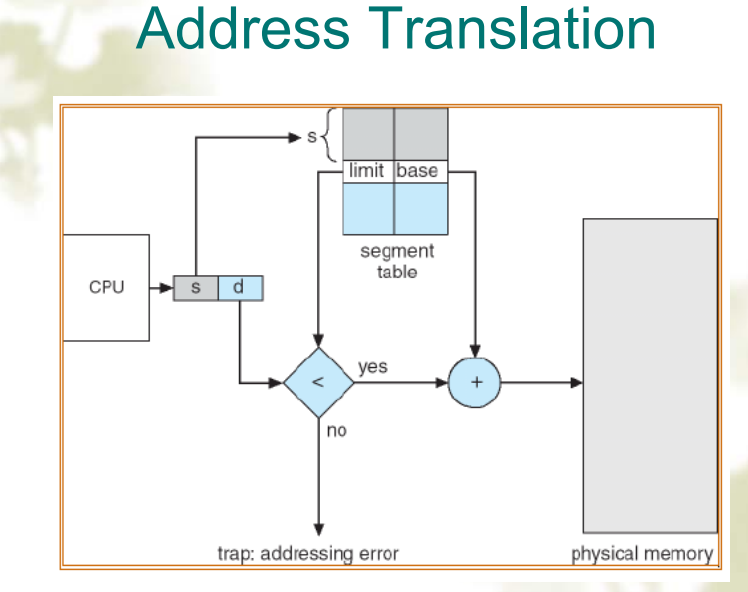 Address Translation
s
limit base
segment
table
CPU
s d
<
yes
+
no
trap: addressing error
physical memory